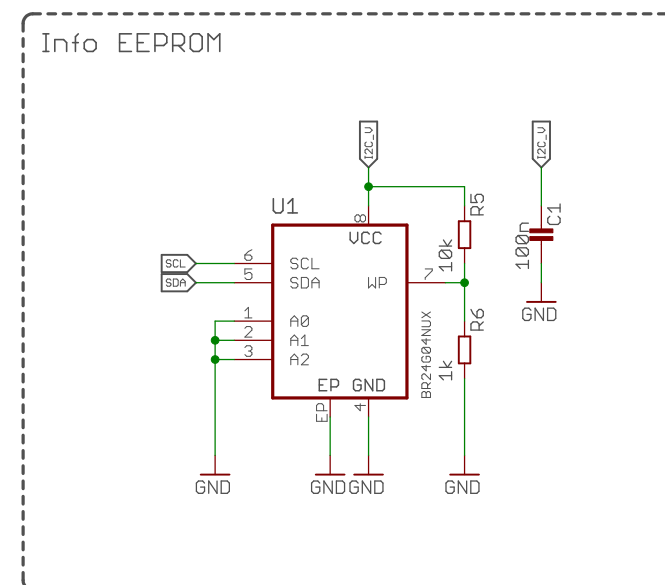 Info EEPROM
I2C_V
I2C_V
U1
8
VCC
R5
10k
C1
100n
SCL
6
SCL
SDA
5
SDA
WP
7
1
A0
2
A1
3
A2
GND
R6
1k
BR24G04NUX
EP
GND
EP
4
GND
GND
GND
GND